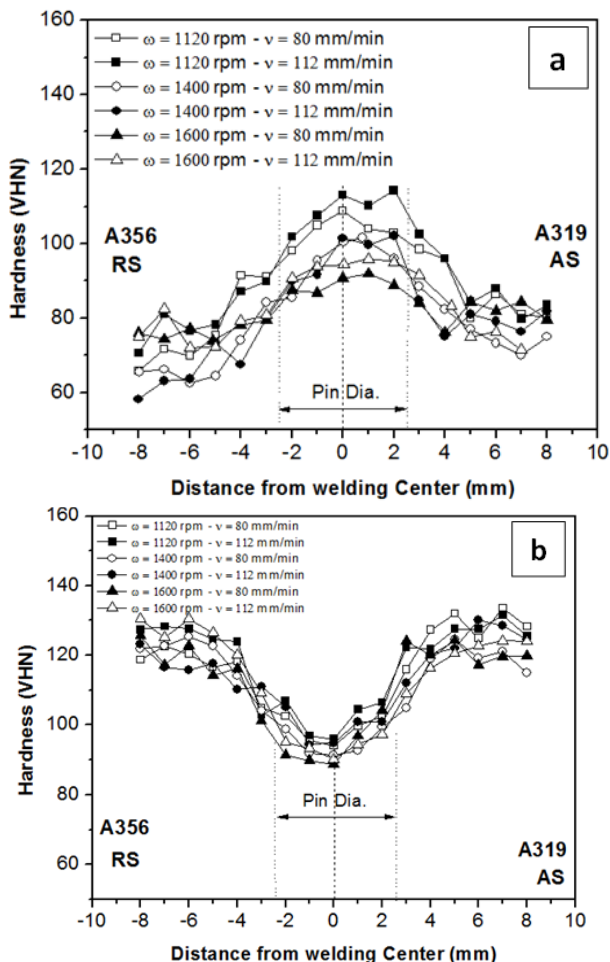 160
140
120
100
80
60
Hardness (VHN)
ω = 1120 rpm - ν = 80 mm/min
ω = 1120 rpm - ν = 112 mm/min
ω = 1400 rpm - ν = 80 mm/min
ω = 1400 rpm - ν = 112 mm/min
ω = 1600 rpm - ν = 80 mm/min
ω = 1600 rpm - ν = 112 mm/min
a
A356
RS
A319
AS
Pin Dia.
-10 -8 -6 -4 -2 0 2 4 6 8 10
Distance from welding Center (mm)
160
140
120
100
80
60
Hardness (VHN)
ω = 1120 rpm - ν = 80 mm/min
ω = 1120 rpm - ν = 112 mm/min
ω = 1400 rpm - ν = 80 mm/min
ω = 1400 rpm - ν = 112 mm/min
ω = 1600 rpm - ν = 80 mm/min
ω = 1600 rpm - ν = 112 mm/min
b
Pin Dia.
A356
RS
A319
AS
-10 -8 -6 -4 -2 0 2 4 6 8 10
Distance from welding Center (mm)